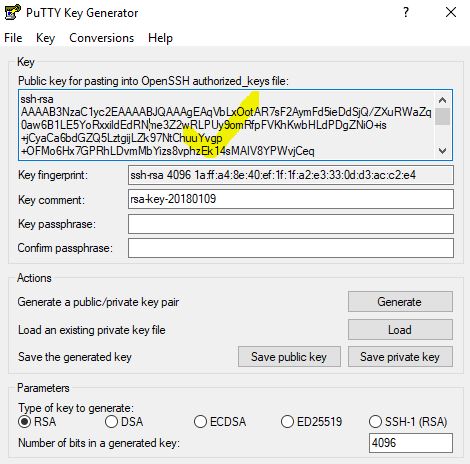 PuTTY Key Generator
File Key Conversions Help
Key
Public key for pasting into OpenSSH authorized_keys file:
ssh-rsa
AAAAB3NzaC1yc2EAAAABJQAAAgEAqVbLxOotAR7sF2AymFd5ieDdSjQ/ZXuRWaZq
0aw6B1LE5YoRxxildEdRNjne3Z2wRLPUy9omRfpFVKhKwbHLdPDgZNiO+is
+jCyaCa6bdGZQ5LztgijLZk97NtChuuYvgp
+OFMo6Hx7GPRhLDvmMbYizs8vphzEk14sMAIV8YPWvjCeq
Key fingerprint: ssh-rsa 4096 1a:ff:a4:8e:40:ef:1f:1f:a2:e3:33:0d:d3:ac:c2:e4
Key comment: rsa-key-20180109
Key passphrase:
Confirm passphrase:
Actions
Generate a public/private key pair Generate
Load an existing private key file Load
Save the generated key Save public key Save private key
Parameters
Type of key to generate:
RSA DSA ECDSA ED25519 SSH-1 (RSA)
Number of bits in a generated key: 4096